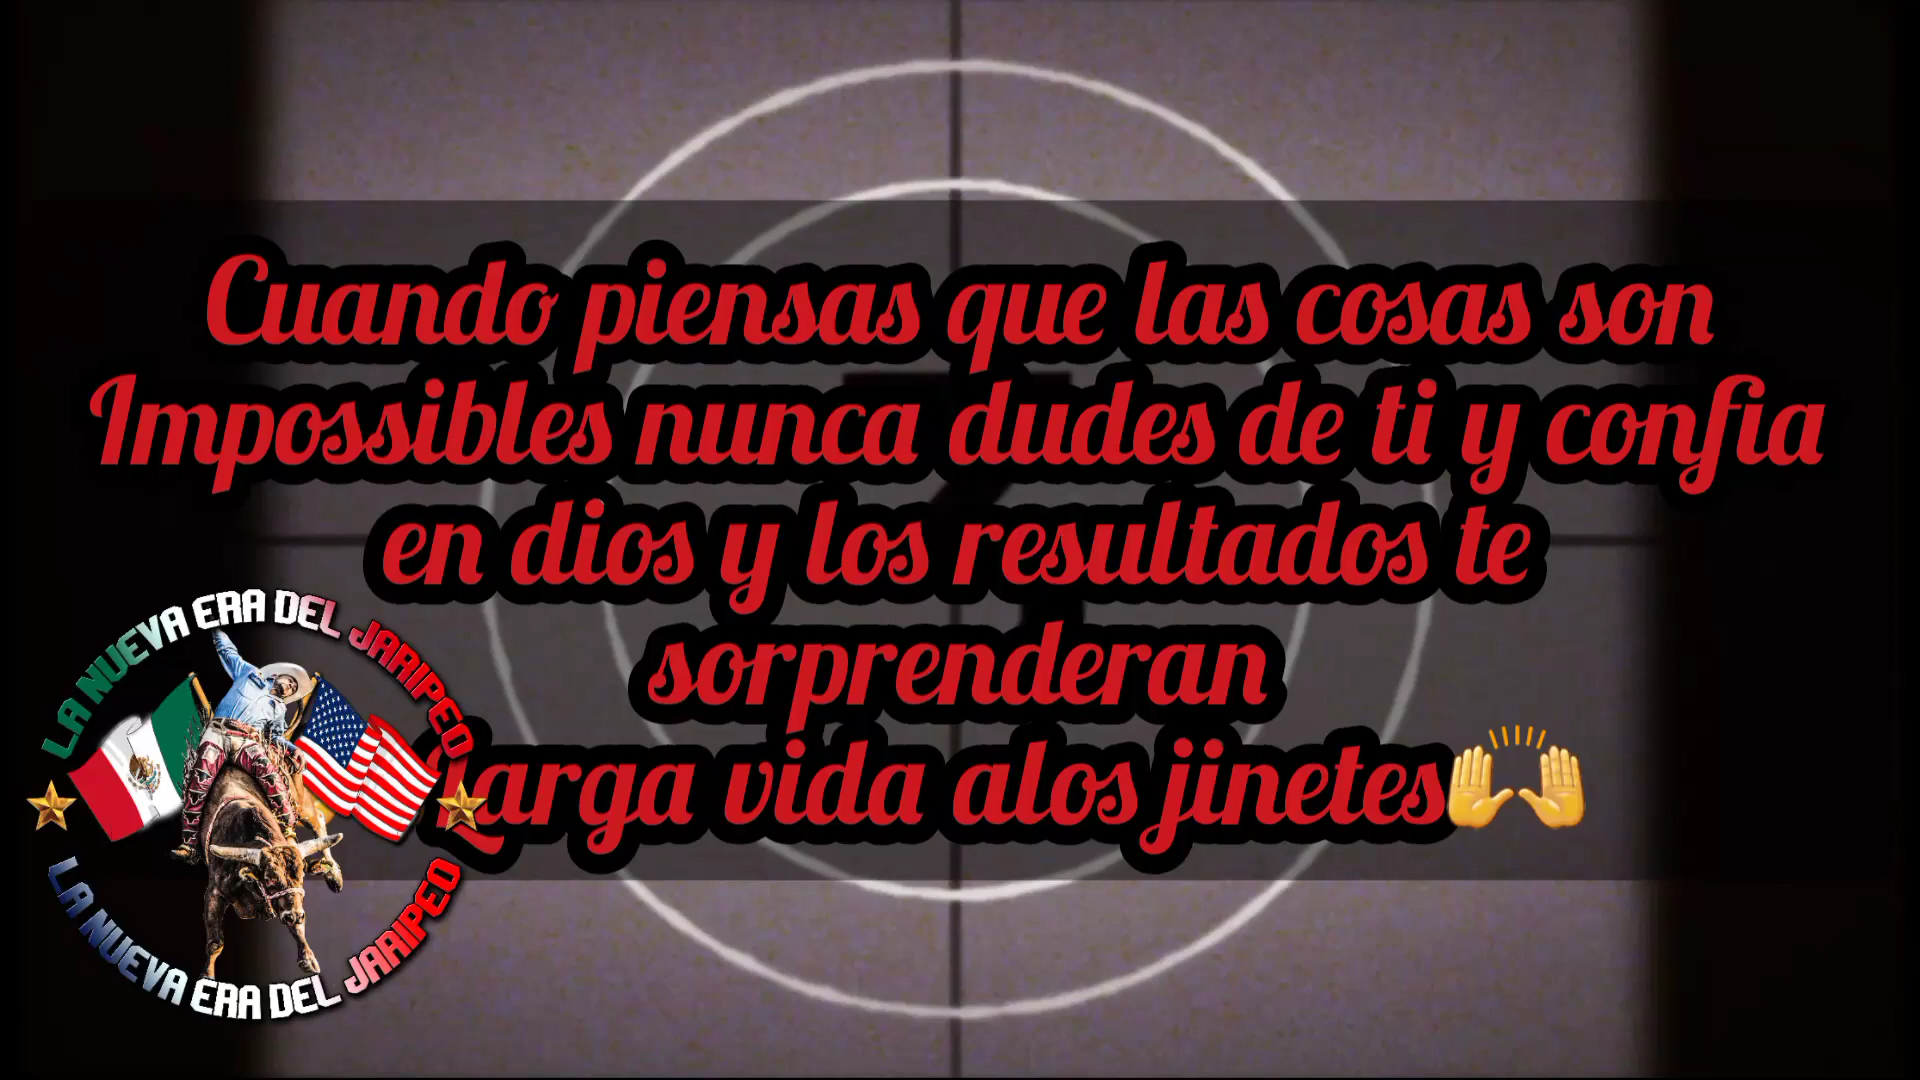 Cuando piensas que las cosas son
Impossibles nunca dudes de ti y confia
en dios y los resultados te
sorprenderan
Larga vida alos jinetes🙌
LA NUEVA ERA DEL JARIPEO
LA NUEVA ERA DEL JARIPEO